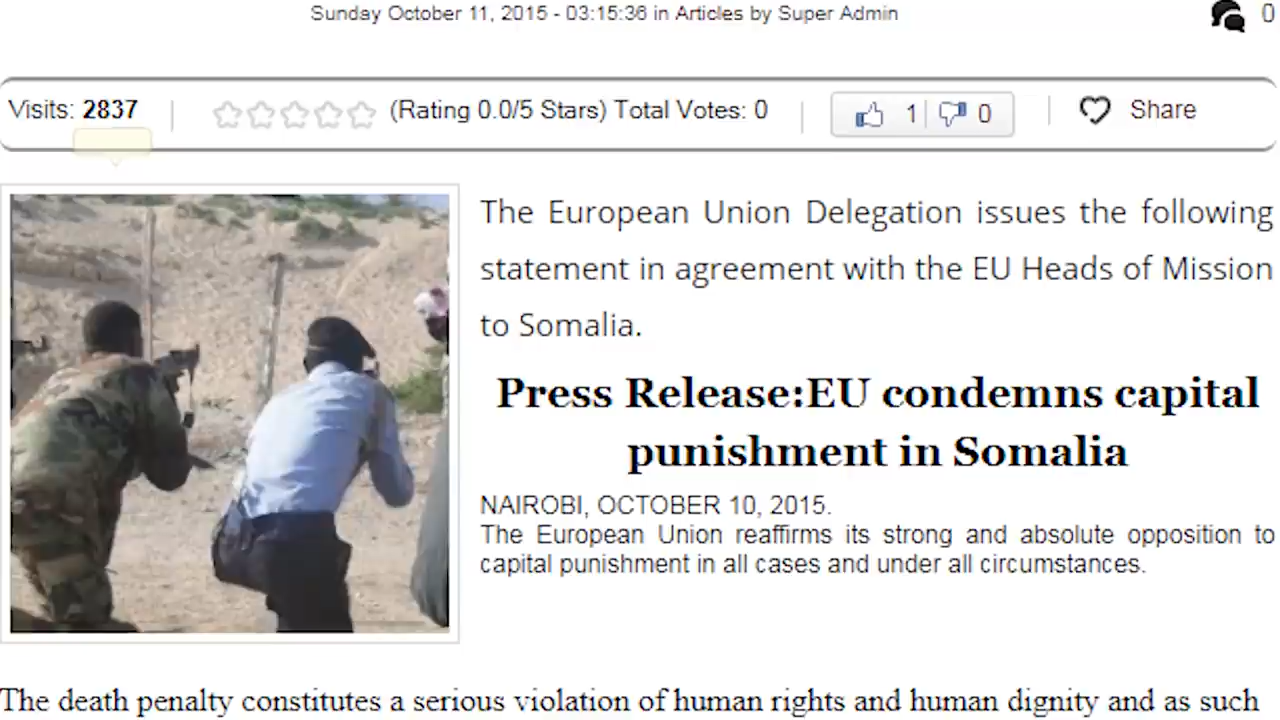 Sunday October 11, 2015 - 03:15:36 in Articles by Super Admin
0
Visits: 2837
(Rating 0.0/5 Stars) Total Votes: 0
1
0
Share
The European Union Delegation issues the following
statement in agreement with the EU Heads of Mission
to Somalia.
Press Release:EU condemns capital
punishment in Somalia
NAIROBI, OCTOBER 10, 2015.
The European Union reaffirms its strong and absolute opposition to
capital punishment in all cases and under all circumstances.
The death penalty constitutes a serious violation of human rights and human dignity and as such